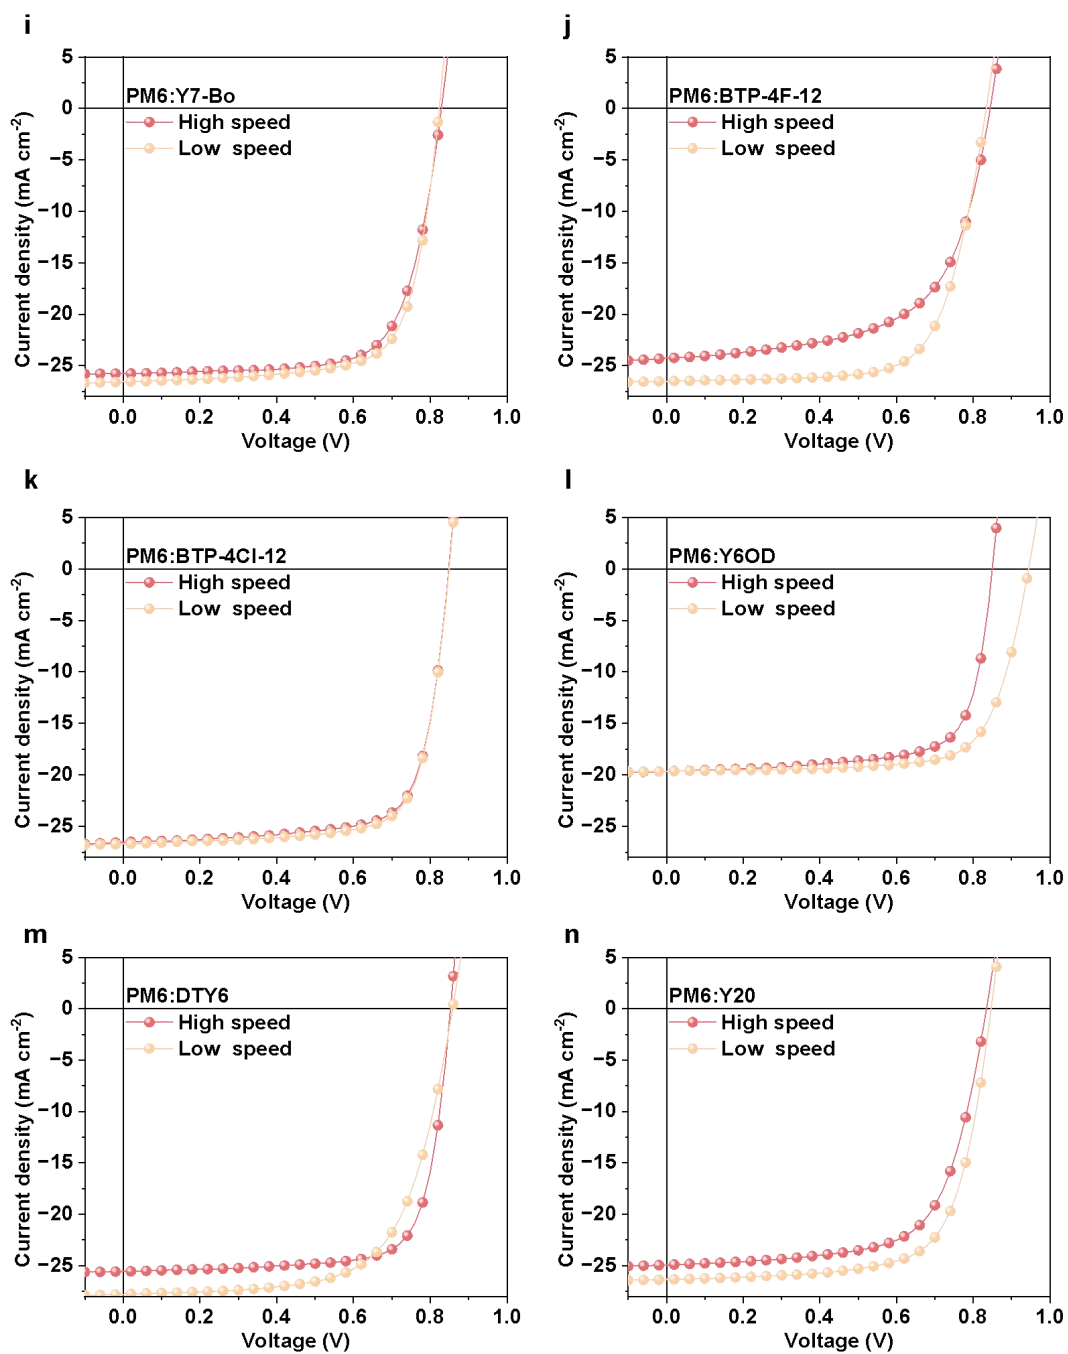 i
5
0
−5
−10
−15
−20
−25
Current density (mA cm⁻²)
PM6:Y7-Bo
High speed
Low speed
0.0 0.2 0.4 0.6 0.8 1.0
Voltage (V)
j
5
0
−5
−10
−15
−20
−25
Current density (mA cm⁻²)
PM6:BTP-4F-12
High speed
Low speed
0.0 0.2 0.4 0.6 0.8 1.0
Voltage (V)
k
5
0
−5
−10
−15
−20
−25
Current density (mA cm⁻²)
PM6:BTP-4Cl-12
High speed
Low speed
0.0 0.2 0.4 0.6 0.8 1.0
Voltage (V)
l
5
0
−5
−10
−15
−20
−25
Current density (mA cm⁻²)
PM6:Y6OD
High speed
Low speed
0.0 0.2 0.4 0.6 0.8 1.0
Voltage (V)
m
5
0
−5
−10
−15
−20
−25
Current density (mA cm⁻²)
PM6:DTY6
High speed
Low speed
0.0 0.2 0.4 0.6 0.8 1.0
Voltage (V)
n
5
0
−5
−10
−15
−20
−25
Current density (mA cm⁻²)
PM6:Y20
High speed
Low speed
0.0 0.2 0.4 0.6 0.8 1.0
Voltage (V)